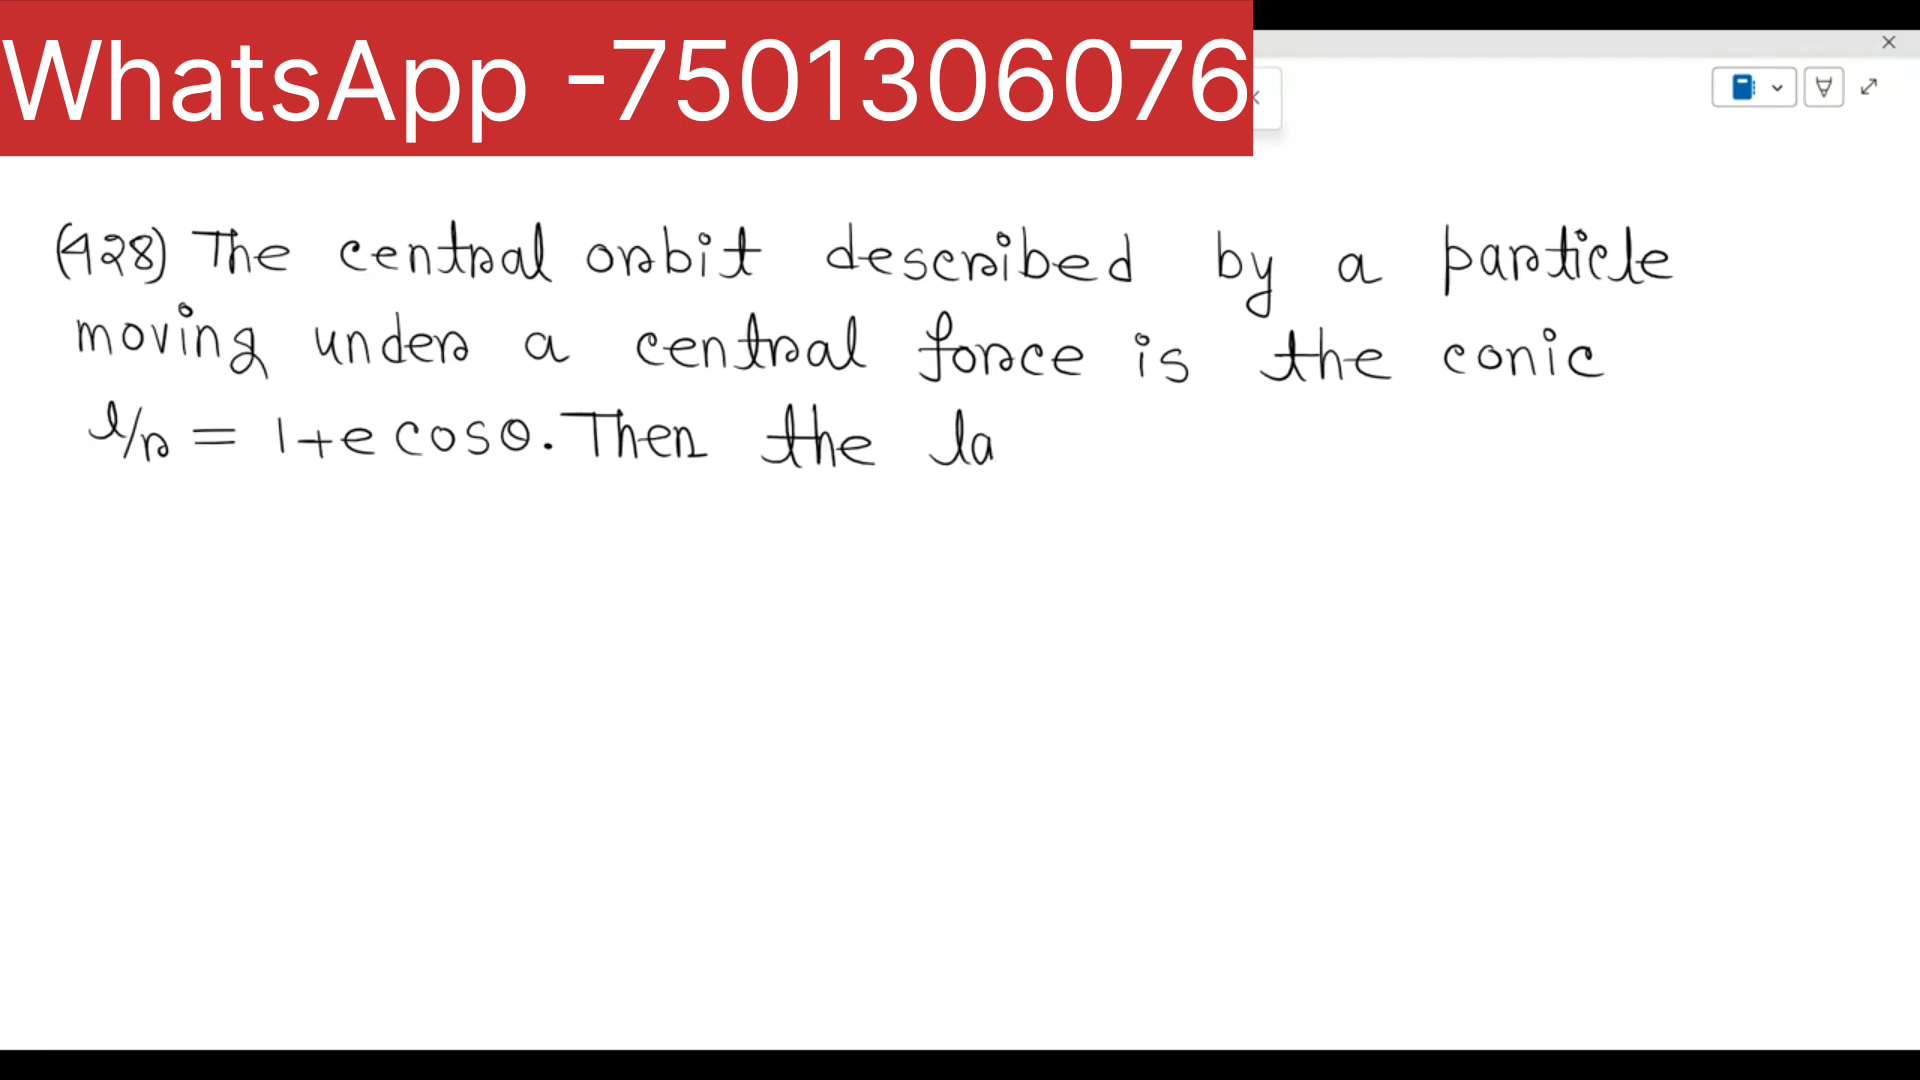 WhatsApp -7501306076
(428) The central orbit described by a particle
moving under a central force is the conic
l/r = 1+e cosθ. Then the la